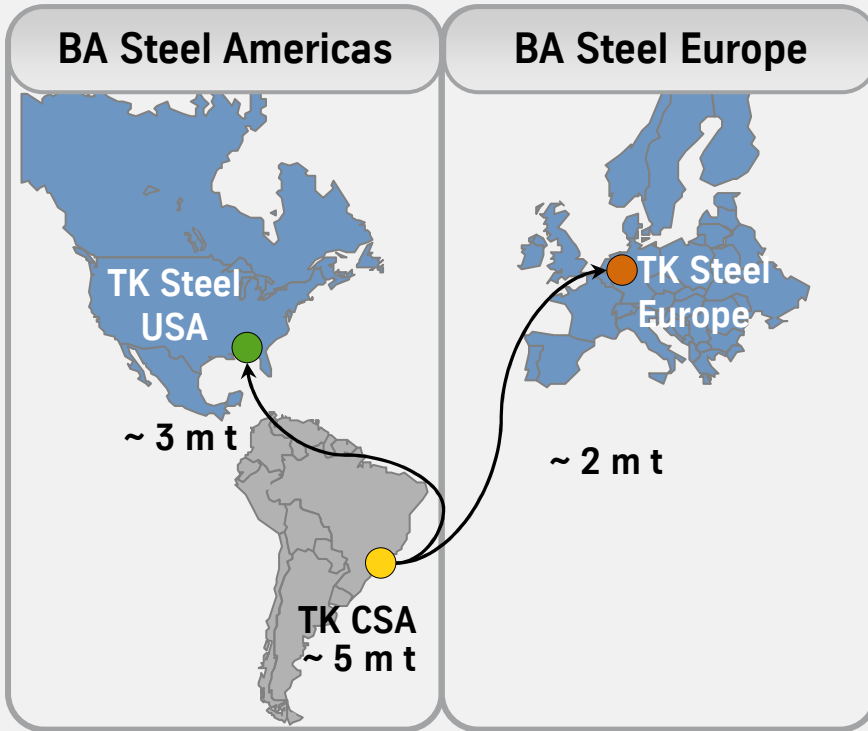 BA Steel Americas
BA Steel Europe
TK Steel
USA
TK Steel
Europe
~ 3 m t
~ 2 m t
TK CSA
~ 5 m t